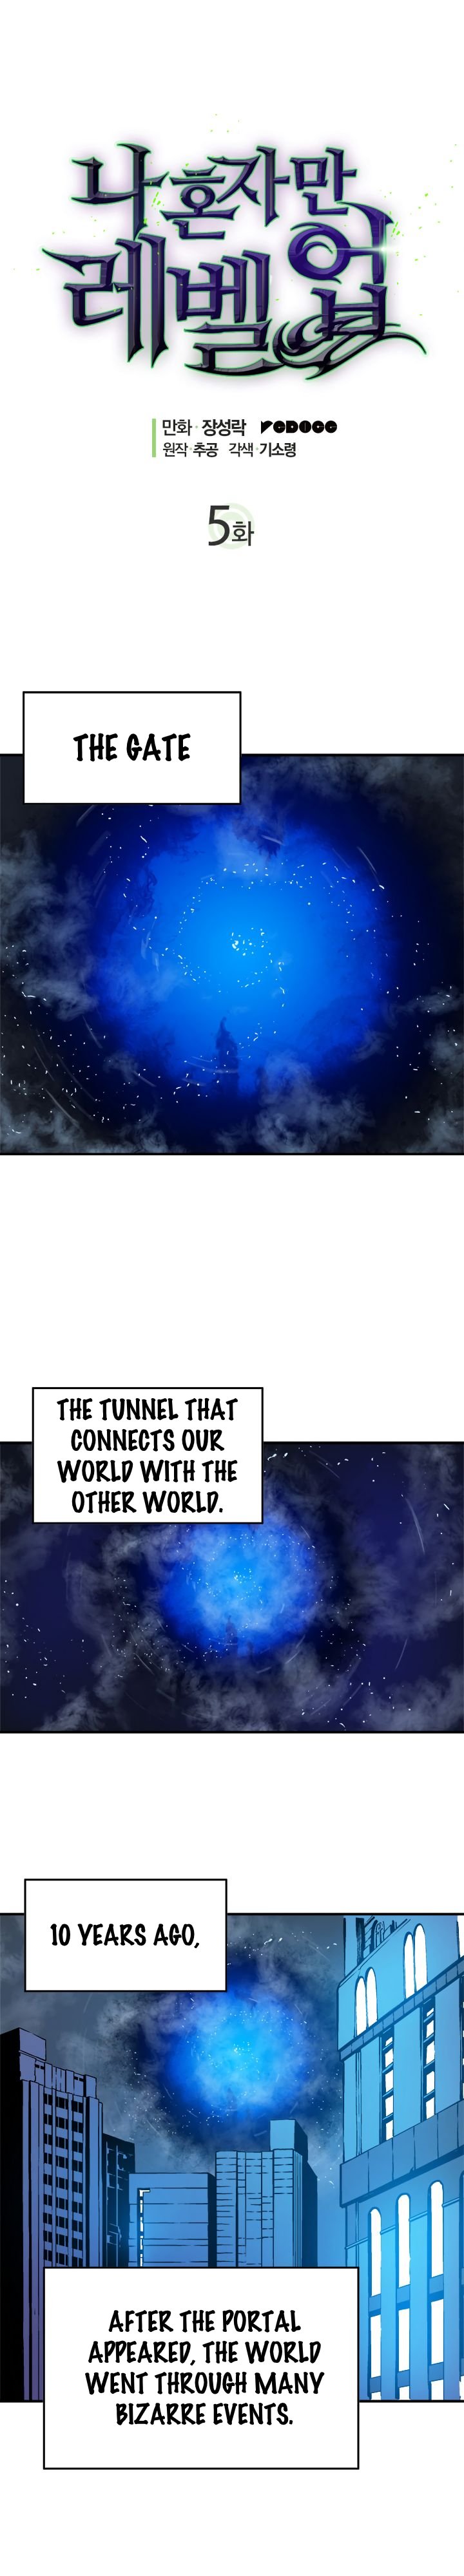 나 혼자만
레벨업
만화·장성락 REDICE
원작·추공 각색·기소령
5화
THE GATE
THE TUNNEL THAT
CONNECTS OUR
WORLD WITH THE
OTHER WORLD.
10 YEARS AGO,
AFTER THE PORTAL
APPEARED, THE WORLD
WENT THROUGH MANY
BIZARRE EVENTS.